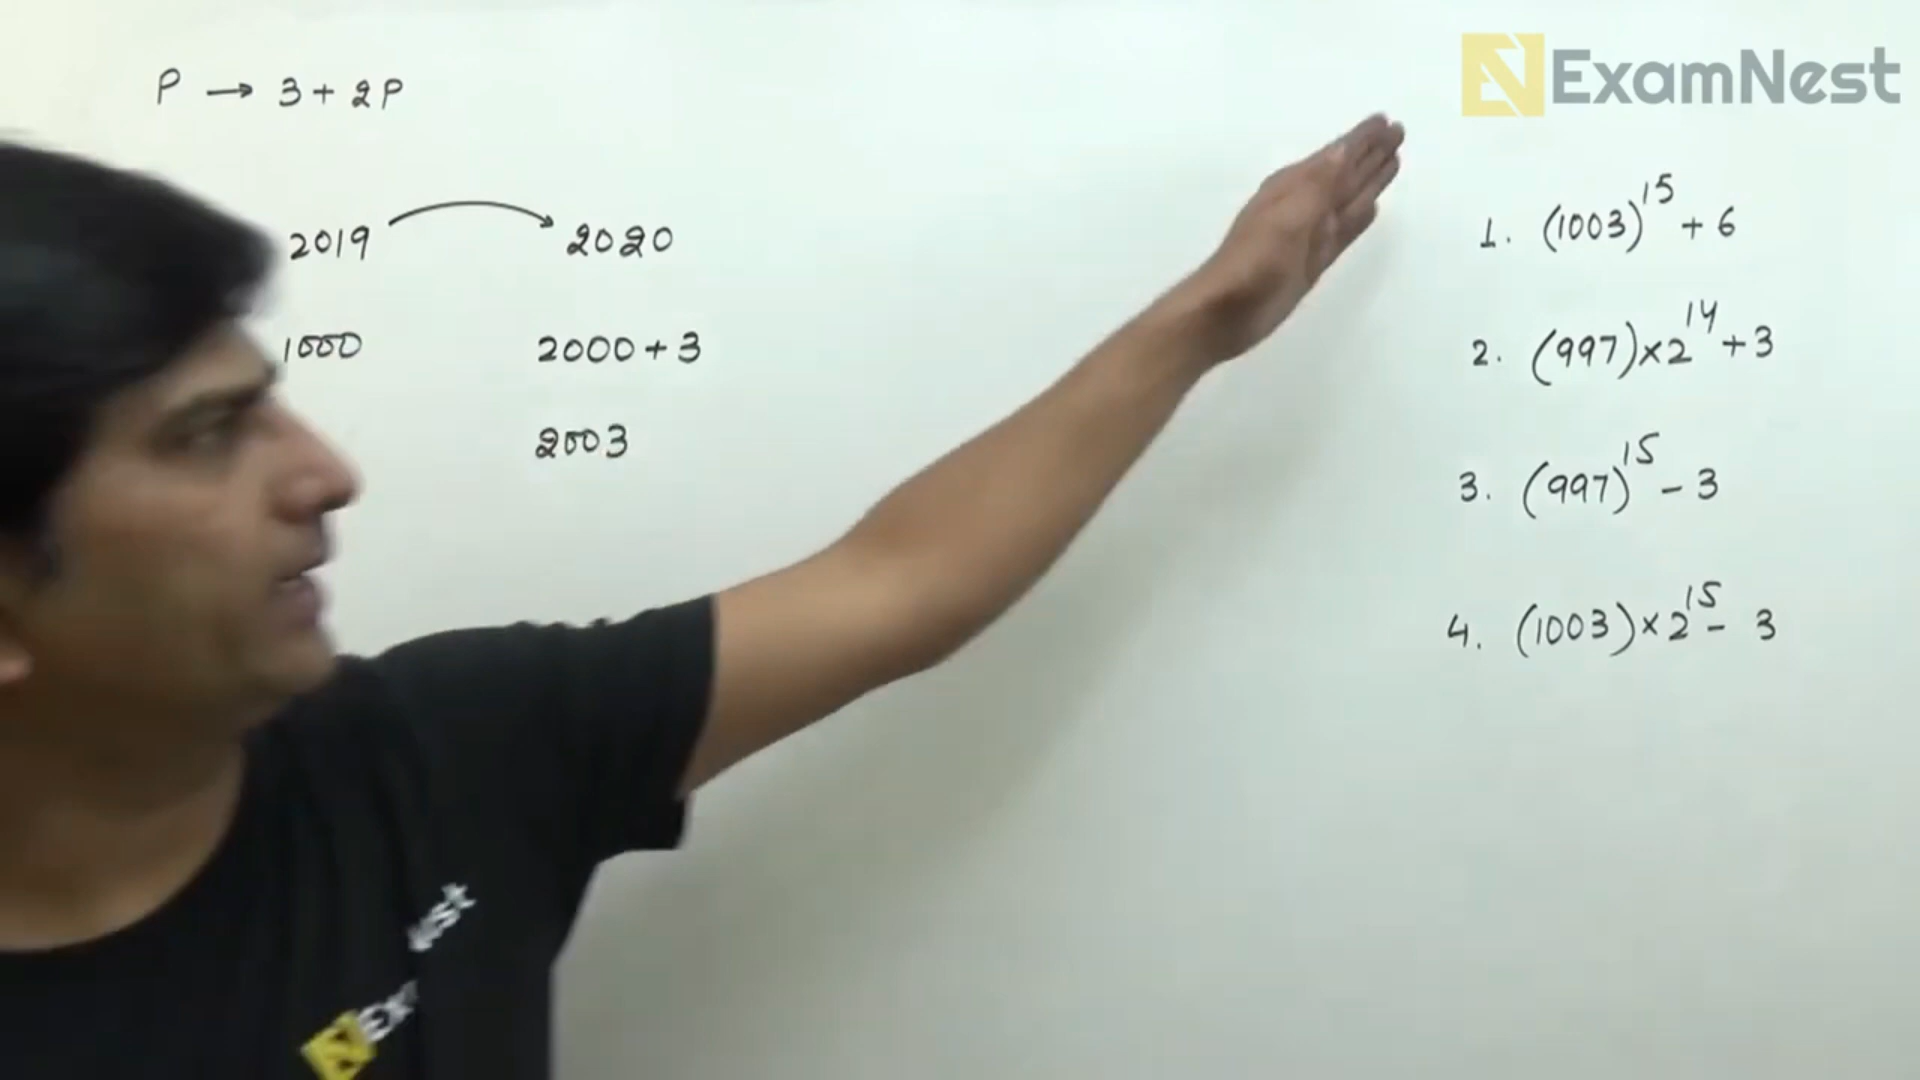 ExamNest
P → 3 + 2P
2019 → 2020
1000 2000 + 3
2003
1. (1003)^15 + 6
2. (997) × 2^14 + 3
3. (997)^15 - 3
4. (1003) × 2^15 - 3